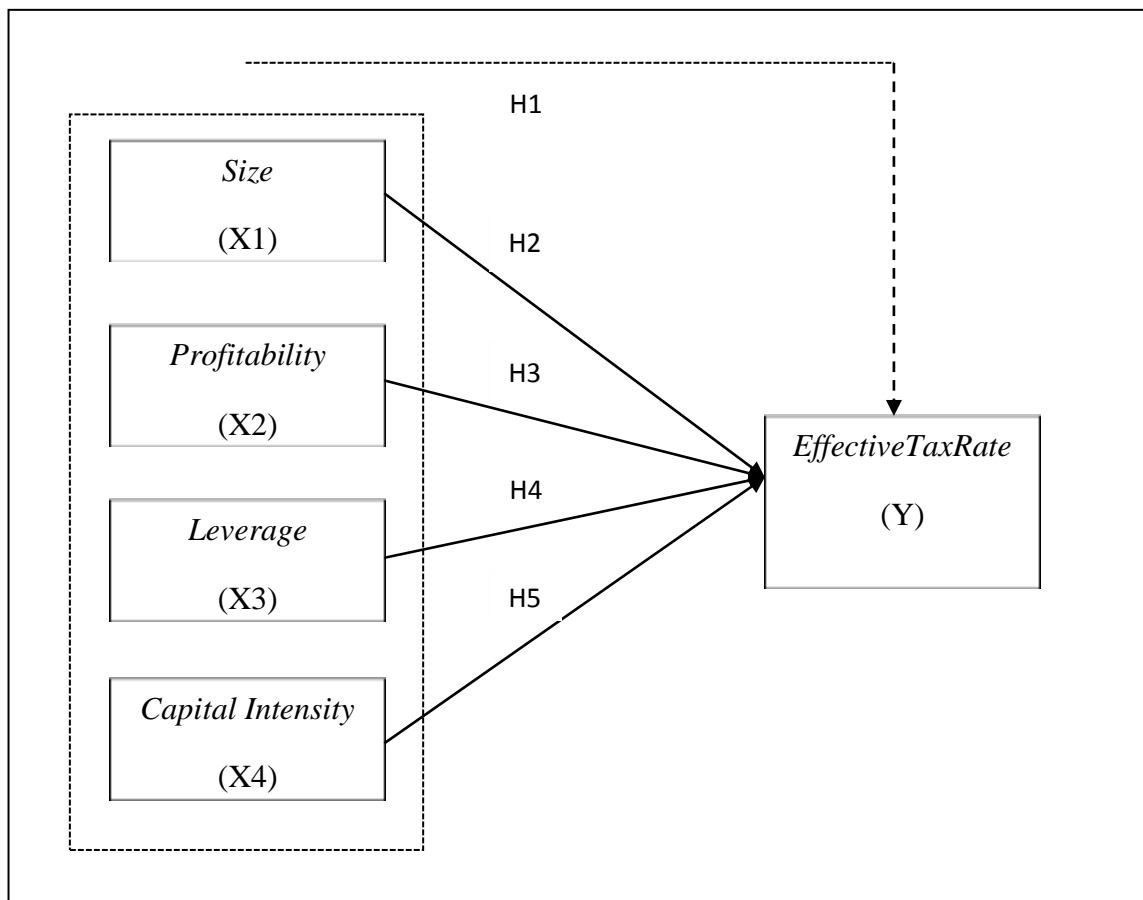 H1
Size
(X1)
H2
Profitability
(X2)
H3
Leverage
(X3)
H4
Capital Intensity
(X4)
H5
EffectiveTaxRate
(Y)